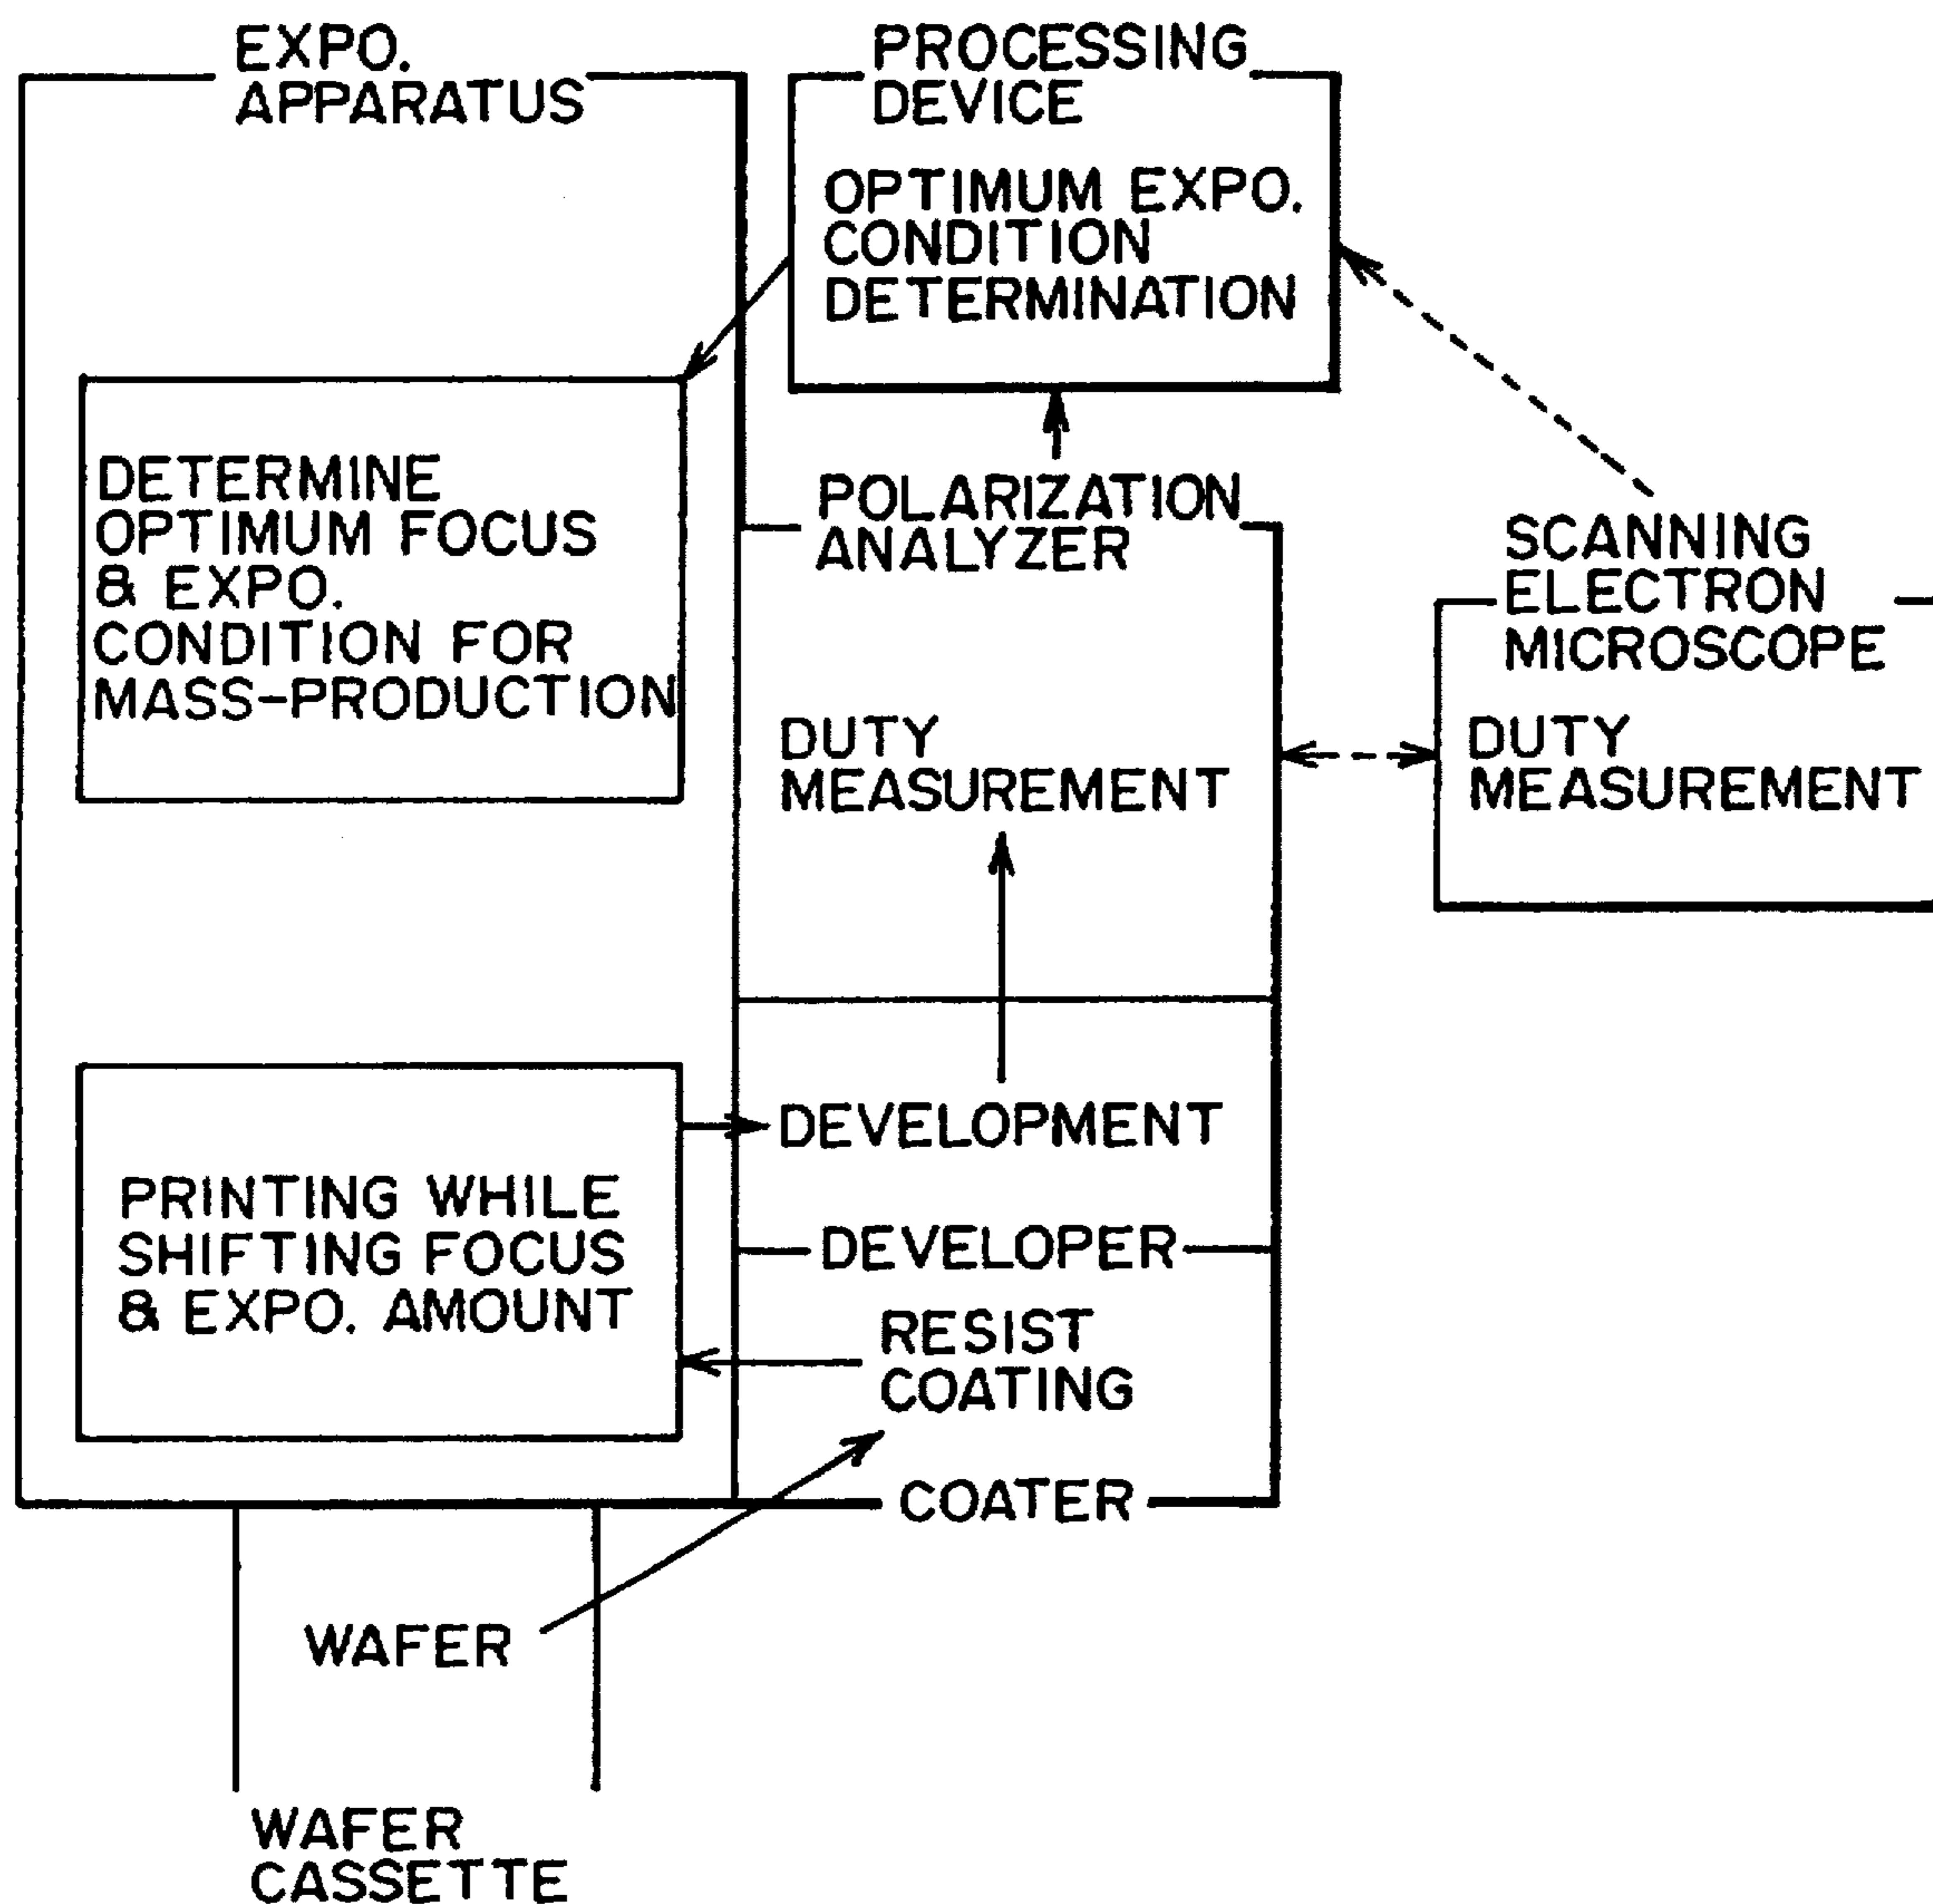 EXPO.
APPARATUS
PROCESSING
DEVICE
OPTIMUM EXPO.
CONDITION
DETERMINATION
DETERMINE
OPTIMUM FOCUS
& EXPO.
CONDITION FOR
MASS-PRODUCTION
POLARIZATION
ANALYZER
DUTY
MEASUREMENT
SCANNING
ELECTRON
MICROSCOPE
DUTY
MEASUREMENT
PRINTING WHILE
SHIFTING FOCUS
& EXPO. AMOUNT
DEVELOPMENT
DEVELOPER
RESIST
COATING
COATER
WAFER
WAFER
CASSETTE